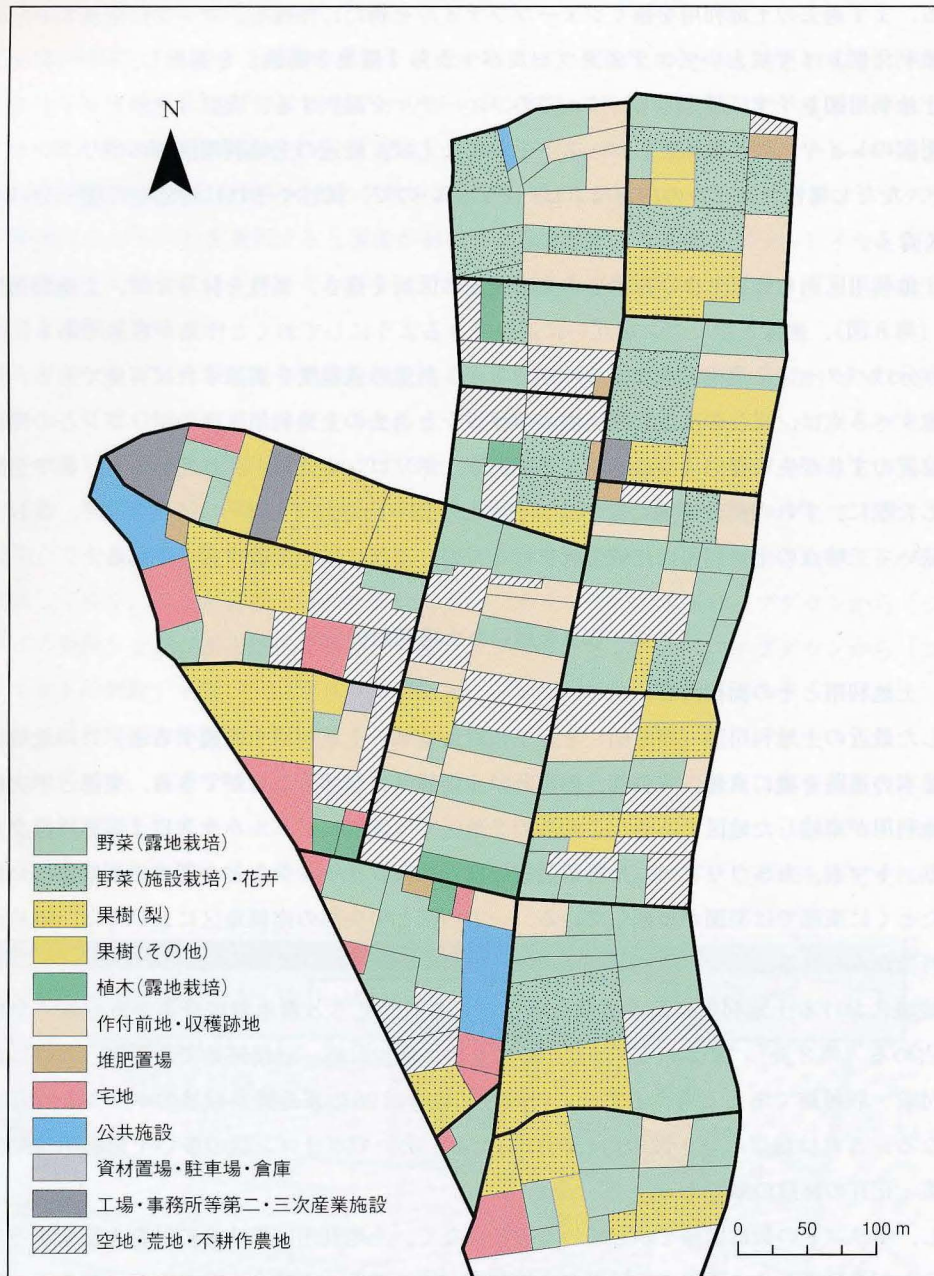 N
野菜(露地栽培)
野菜(施設栽培)・花卉
果樹(梨)
果樹(その他)
植木(露地栽培)
作付前地・収穫跡地
堆肥置場
宅地
公共施設
資材置場・駐車場・倉庫
工場・事務所等第二・三次産業施設
空地・荒地・不耕作農地
0 50 100 m